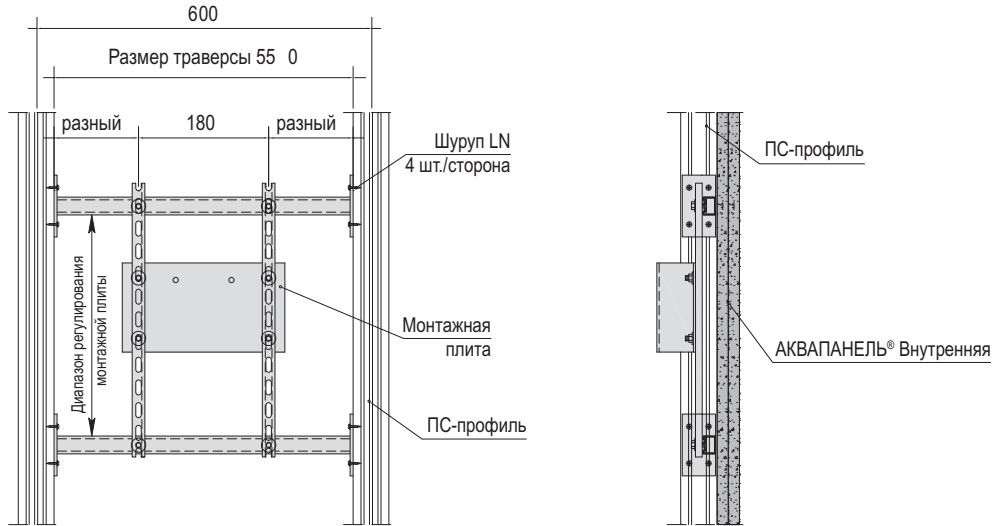 600
Размер траверсы 55 0
разный
180
разный
Шуруп LN
4 шт./сторона
Диапазон регулирования
монтажной плиты
Монтажная
плита
ПС-профиль
ПС-профиль
АКВАПАНЕЛЬ® Внутренняя